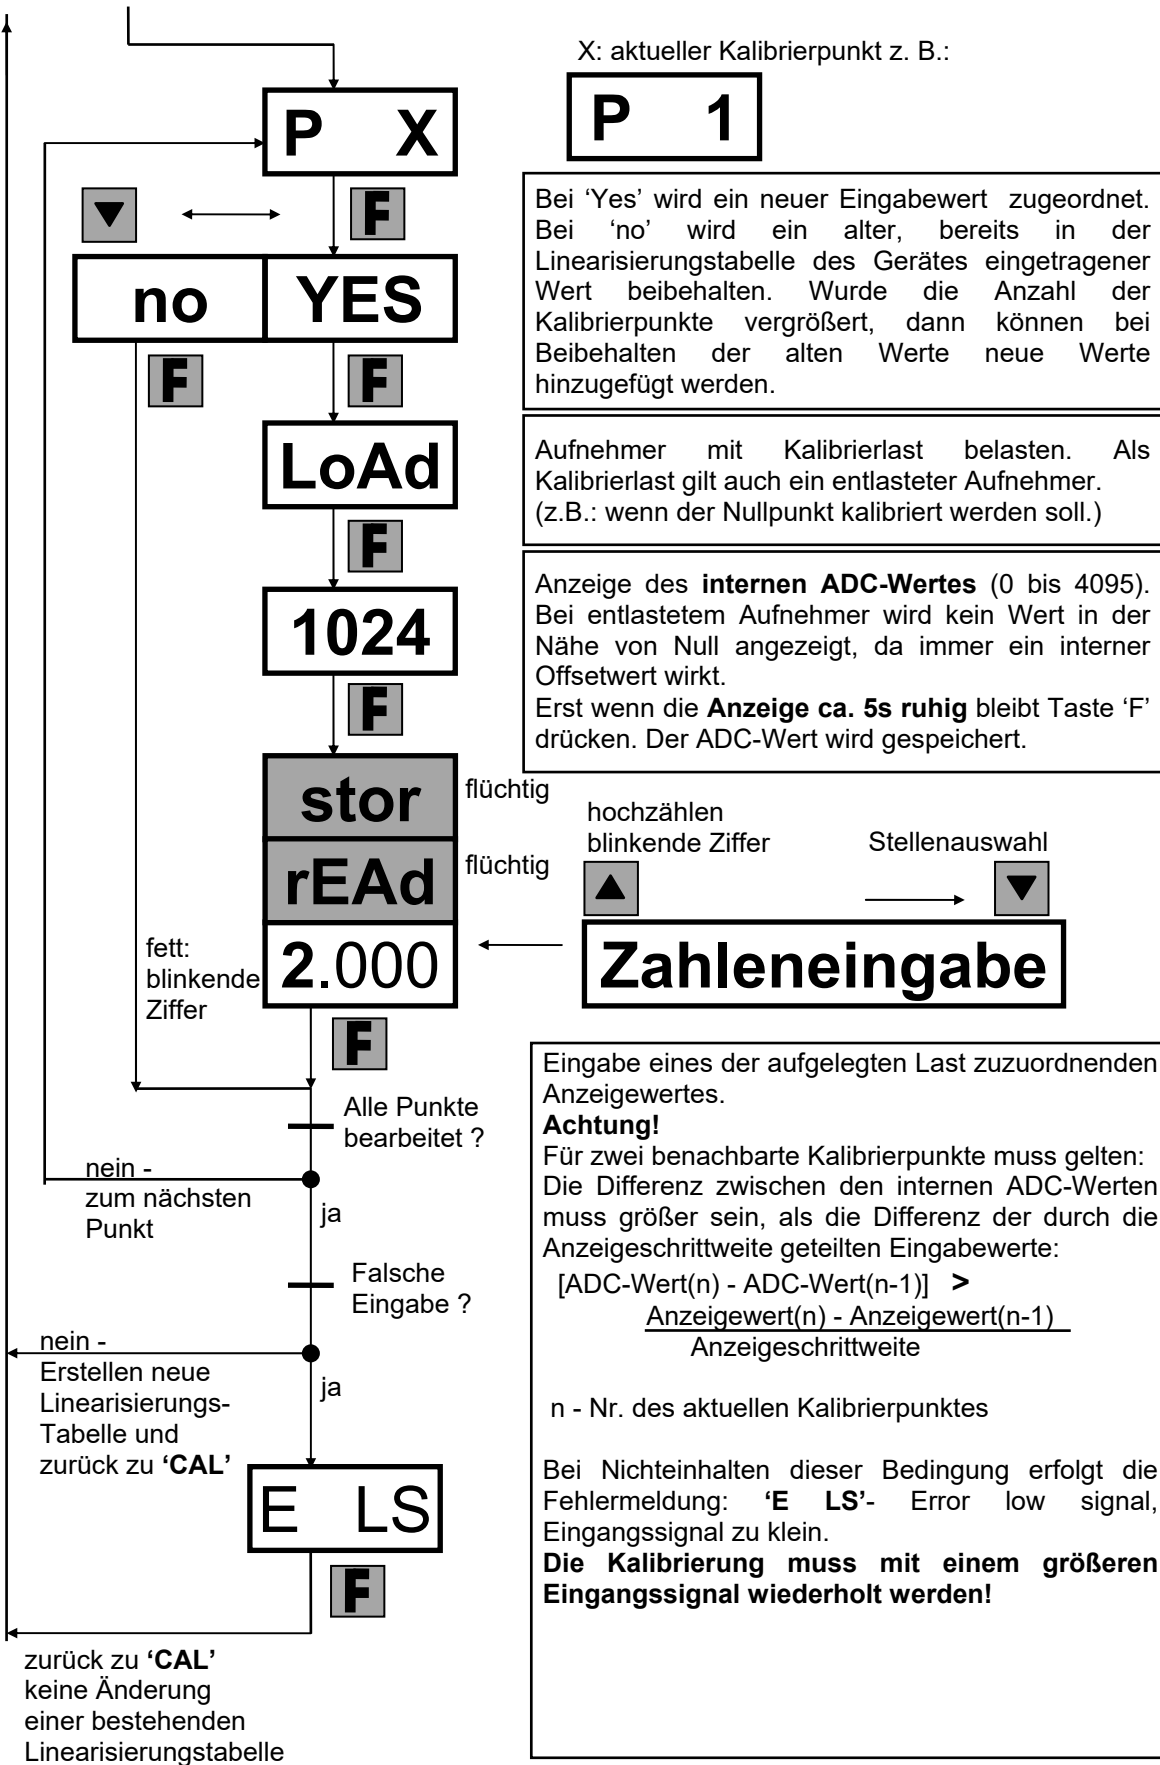 X: aktueller Kalibrierpunkt z. B.:
P X
P 1
F
no YES
F F
Bei ‘Yes’ wird ein neuer Eingabewert zugeordnet.
Bei ‘no’ wird ein alter, bereits in der
Linearisierungstabelle des Gerätes eingetragener
Wert beibehalten. Wurde die Anzahl der
Kalibrierpunkte vergrößert, dann können bei
Beibehalten der alten Werte neue Werte
hinzugefügt werden.
LoAd
F
Aufnehmer mit Kalibrierlast belasten. Als
Kalibrierlast gilt auch ein entlasteter Aufnehmer.
(z.B.: wenn der Nullpunkt kalibriert werden soll.)
1024
F
Anzeige des internen ADC-Wertes (0 bis 4095).
Bei entlastetem Aufnehmer wird kein Wert in der
Nähe von Null angezeigt, da immer ein interner
Offsetwert wirkt.
Erst wenn die Anzeige ca. 5s ruhig bleibt Taste ‘F’
drücken. Der ADC-Wert wird gespeichert.
stor flüchtig
rEAd flüchtig
2.000
hochzählen
blinkende Ziffer
Stellenauswahl
Zahleneingabe
fett:
blinkende
Ziffer
F
Alle Punkte
bearbeitet ?
nein -
zum nächsten
Punkt
ja
Falsche
Eingabe ?
nein -
Erstellen neue
Linearisierungs-
Tabelle und
zurück zu ‘CAL’
ja
E LS
F
zurück zu ‘CAL’
keine Änderung
einer bestehenden
Linearisierungstabelle
Eingabe eines der aufgelegten Last zuzuordnenden
Anzeigewertes.
Achtung!
Für zwei benachbarte Kalibrierpunkte muss gelten:
Die Differenz zwischen den internen ADC-Werten
muss größer sein, als die Differenz der durch die
Anzeigeschrittweite geteilten Eingabewerte:
[ADC-Wert(n) - ADC-Wert(n-1)] >
Anzeigewert(n) - Anzeigewert(n-1)
Anzeigeschrittweite
n - Nr. des aktuellen Kalibrierpunktes
Bei Nichteinhalten dieser Bedingung erfolgt die
Fehlermeldung: ‘E LS’- Error low signal,
Eingangssignal zu klein.
Die Kalibrierung muss mit einem größeren
Eingangssignal wiederholt werden!